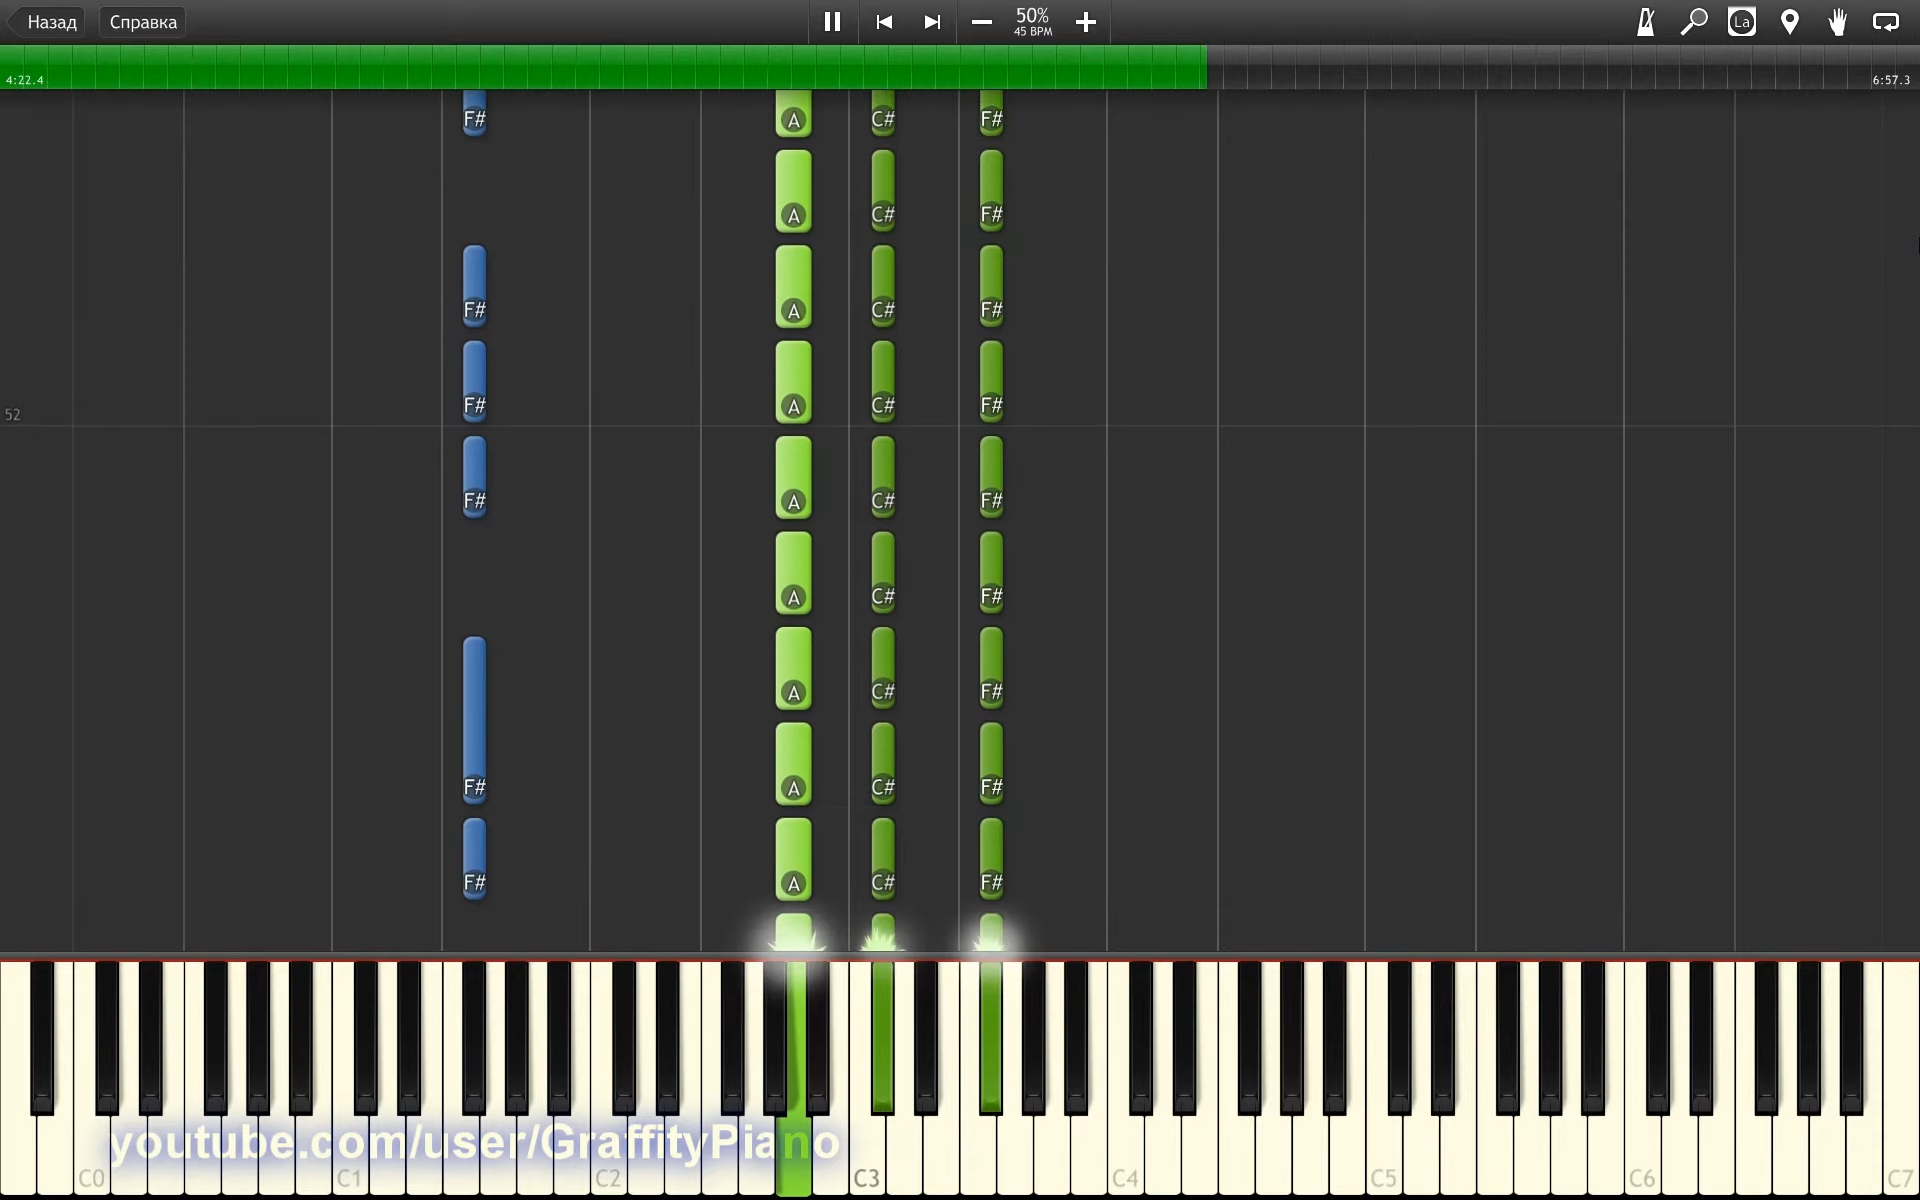 Назад Справка 50% La
45 BPM
4:22.4 6:57.3
F# A C# F#
A C# F#
F# A C# F#
F# A C# F#
52
F# A C# F#
A C# F#
A C# F#
F# A C# F#
F# A C# F#
youtube.com/user/GraffityPiano
C0 C1 C2 C3 C4 C5 C6 C7